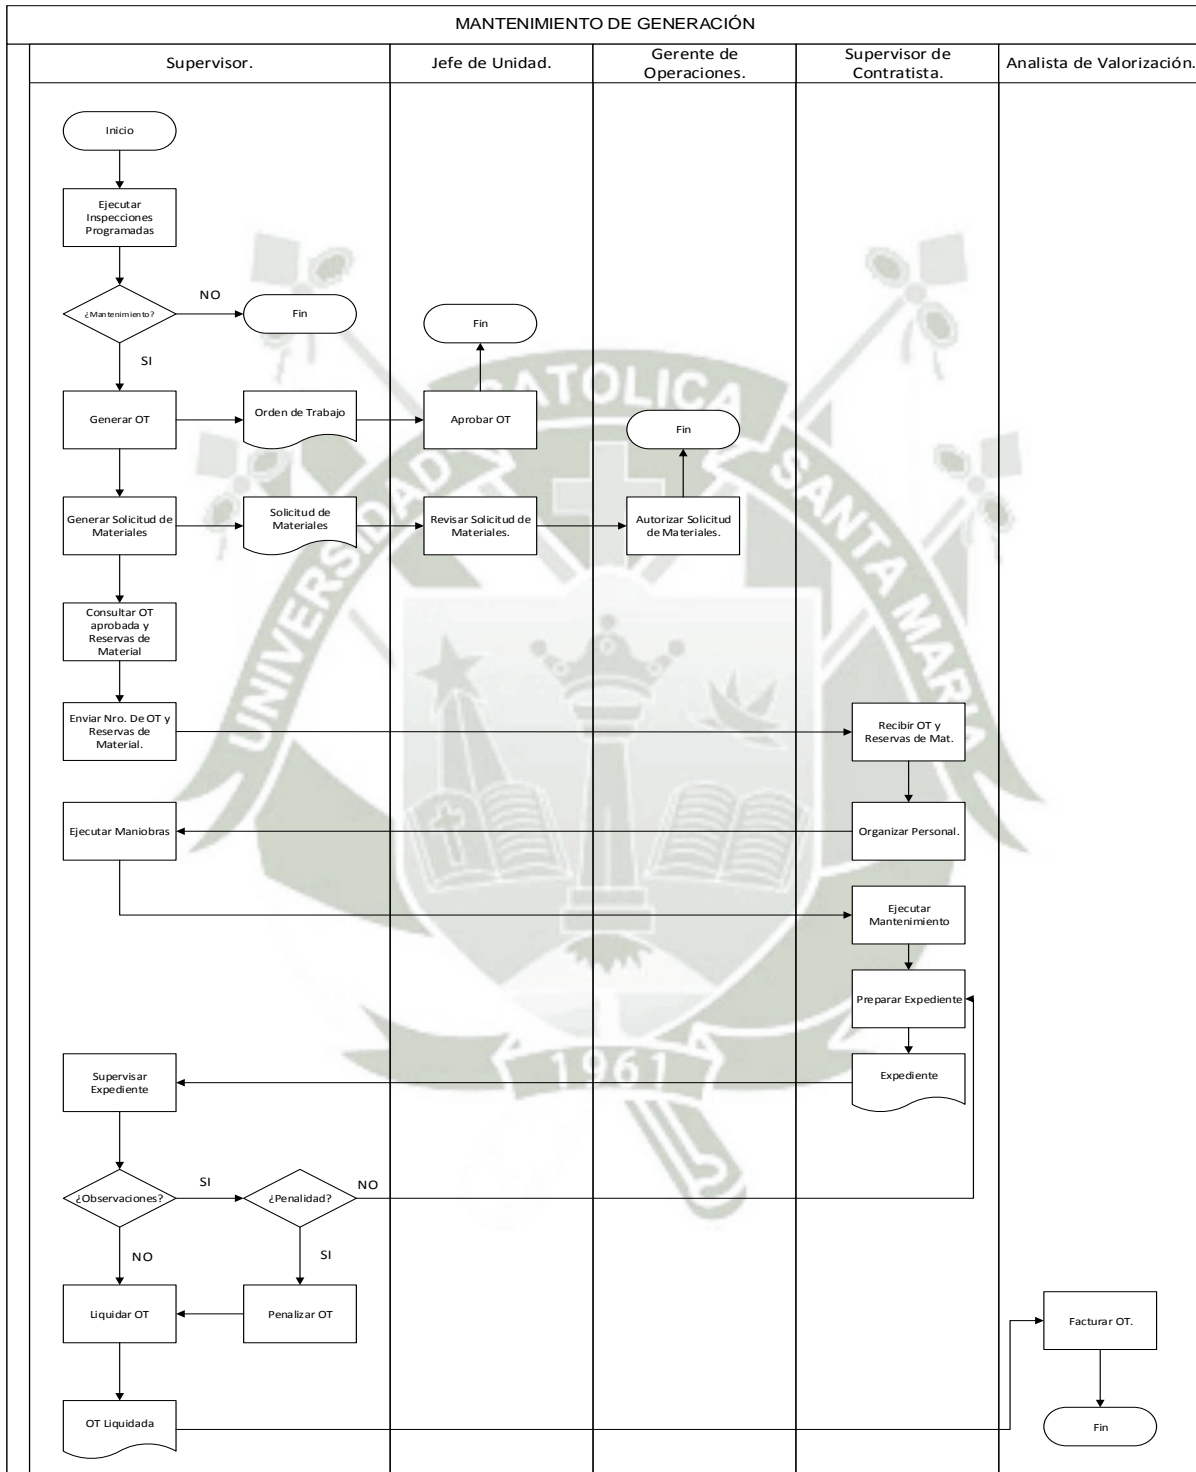 MANTENIMIENTO DE GENERACIÓN
Supervisor.
Jefe de Unidad.
Gerente de
Operaciones.
Supervisor de
Contratista.
Analista de Valorización.
Inicio
Ejecutar
Inspecciones
Programadas
¿Mantenimiento?
NO
Fin
Fin
SI
Generar OT
Orden de Trabajo
Aprobar OT
Fin
Generar Solicitud de
Materiales
Solicitud de
Materiales
Revisar Solicitud de
Materiales.
Autorizar Solicitud
de Materiales.
Consultar OT
aprobada y
Reservas de
Material
Enviar Nro. De OT y
Reservas de
Material.
Recibir OT y
Reservas de Mat.
Ejecutar Maniobras
Organizar Personal.
Ejecutar
Mantenimiento
Preparar Expediente
Supervisar
Expediente
Expediente
¿Observaciones?
SI
¿Penalidad?
NO
NO
SI
Liquidar OT
Penalizar OT
Facturar OT.
OT Liquidada
Fin
UNIVERSIDAD CATOLICA SANTA MARIA
1961